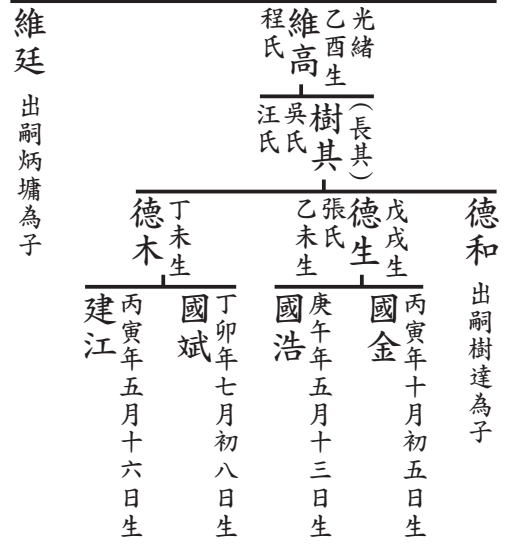 光緒
乙酉生
維高
程氏
維廷
出嗣炳墉為子
(長其)
樹其
吳氏
汪氏
德和
出嗣樹達為子
戊戌生
德生
張氏
乙未生
丁未生
德木
丙寅年十月初五日生
國金
庚午年五月十三日生
國浩
丁卯年七月初八日生
國斌
丙寅年五月十六日生
建江